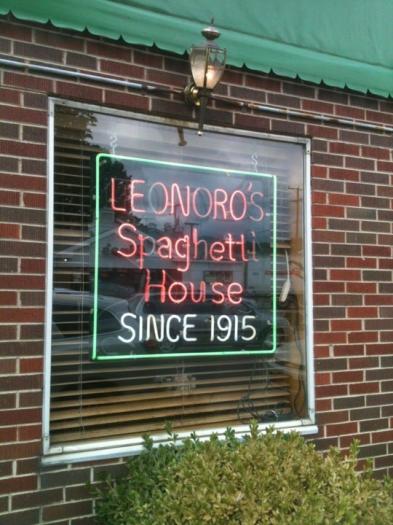 LEONORO'S
Spaghetti
House
SINCE 1915